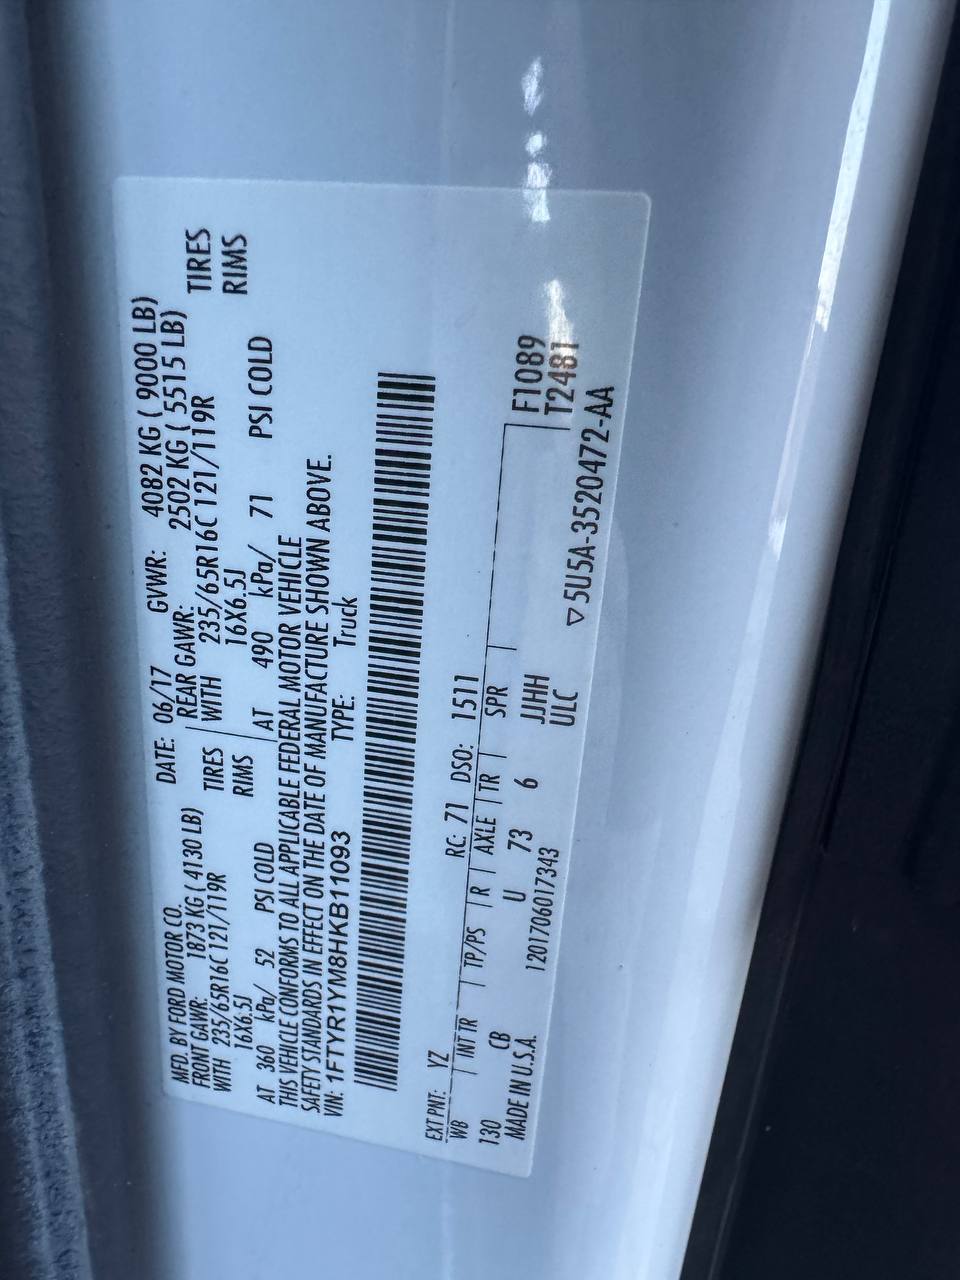 MFD. BY FORD MOTOR CO.
DATE: 06/17 GVWR: 4082 KG ( 9000 LB)
FRONT GAWR: 1873 KG ( 4130 LB) REAR GAWR: 2502 KG ( 5515 LB)
WITH 235/65R16C 121/119R TIRES WITH 235/65R16C 121/119R TIRES
16X6.5J RIMS 16X6.5J RIMS
AT 360 kPa/ 52 PSI COLD AT 490 kPa/ 71 PSI COLD
THIS VEHICLE CONFORMS TO ALL APPLICABLE FEDERAL MOTOR VEHICLE
SAFETY STANDARDS IN EFFECT ON THE DATE OF MANUFACTURE SHOWN ABOVE.
VIN: 1FTYR1YM8HKB11093 TYPE: Truck
EXT PNT: YZ RC: 71 DSO: 1511
WB INT TR TP/PS R AXLE TR SPR F1089
130 CB U 73 6 JJHH T2481
MADE IN U.S.A. 1201706017343 ULC
▽5U5A-3520472-AA